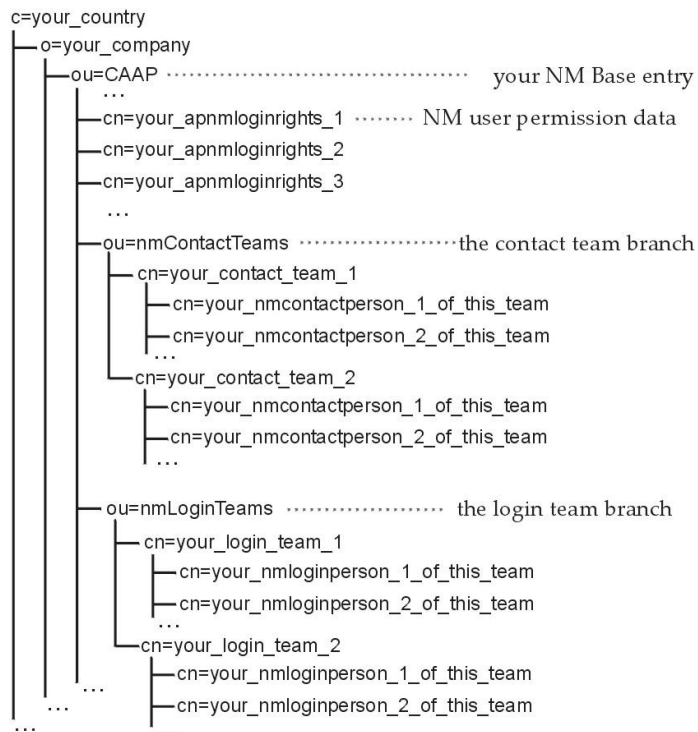 c=your_country
o=your_company
ou=CAAP ........................................ your NM Base entry
...
cn=your_apnmloginrights_1 ........ NM user permission data
cn=your_apnmloginrights_2
cn=your_apnmloginrights_3
...
ou=nmContactTeams ..................... the contact team branch
cn=your_contact_team_1
cn=your_nmcontactperson_1_of_this_team
cn=your_nmcontactperson_2_of_this_team
...
cn=your_contact_team_2
cn=your_nmcontactperson_1_of_this_team
cn=your_nmcontactperson_2_of_this_team
...
ou=nmLoginTeams ..................... the login team branch
cn=your_login_team_1
cn=your_nmloginperson_1_of_this_team
cn=your_nmloginperson_2_of_this_team
...
cn=your_login_team_2
cn=your_nmloginperson_1_of_this_team
...
cn=your_nmloginperson_2_of_this_team
...
...